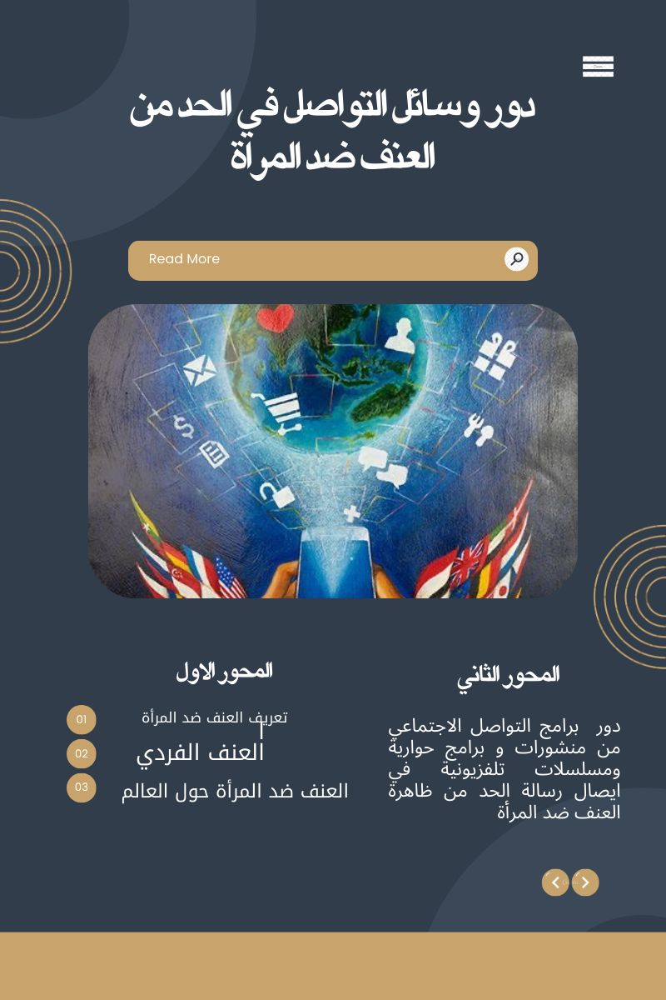 دور وسائل التواصل في الحد من
العنف ضد المراة
Read More
المحور الاول
01
تعريف العنف ضد المرأة
02
العنف الفردي
03
العنف ضد المرأة حول العالم
المحور الثاني
دور برامج التواصل الاجتماعي
من منشورات و برامج حوارية
ومسلسلات تلفزيونية في
ايصال رسالة الحد من ظاهرة
العنف ضد المرأة